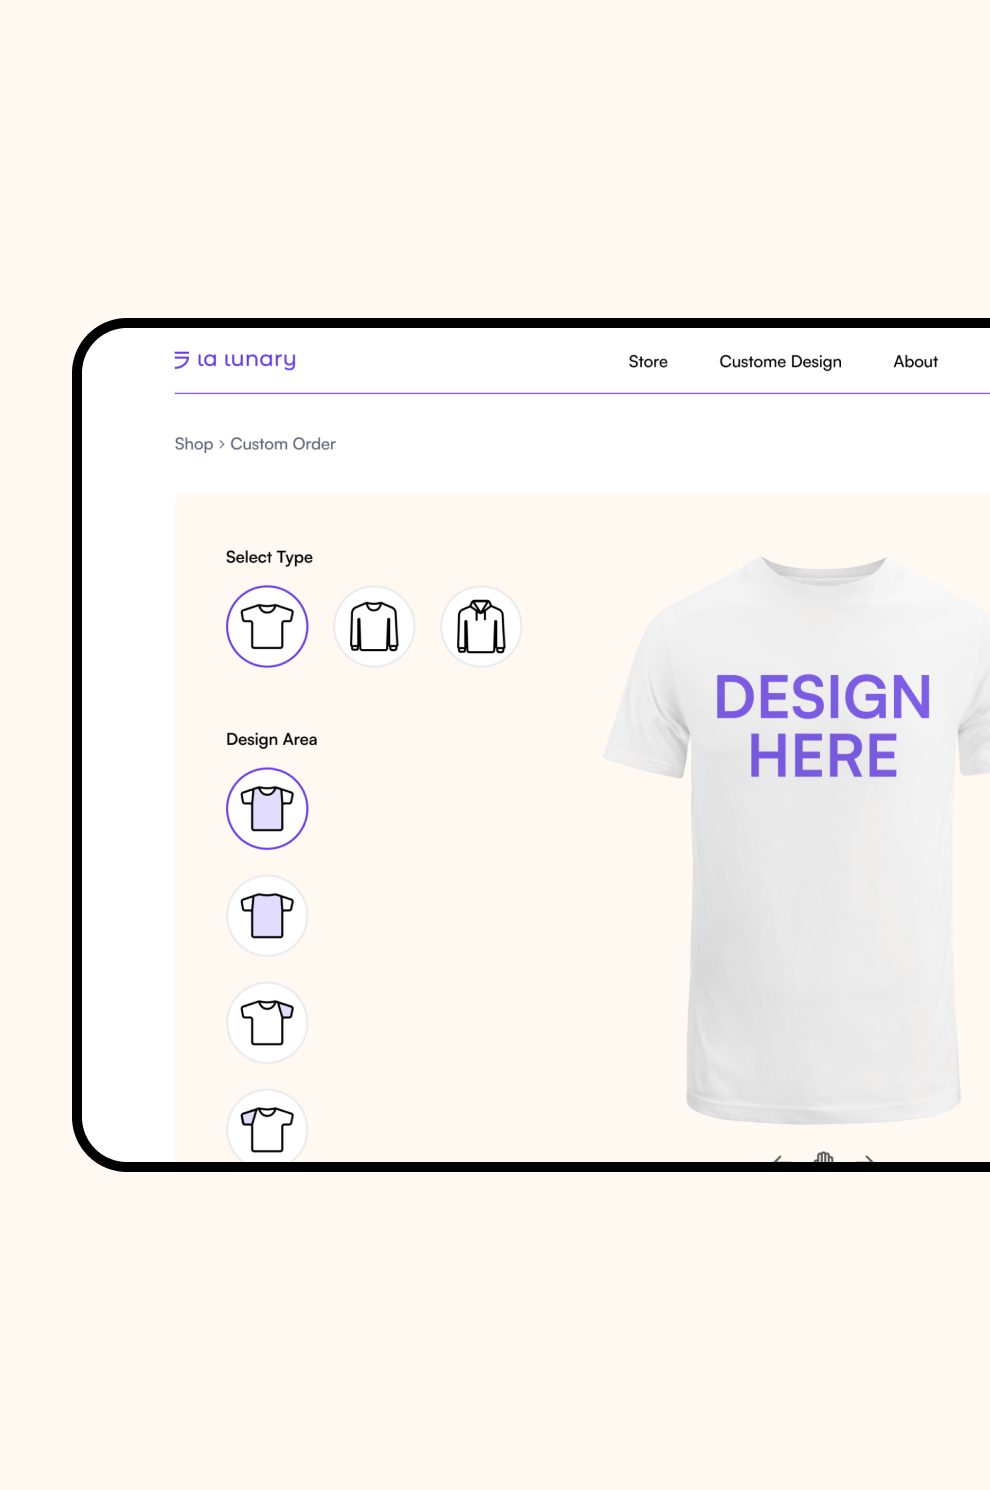 la lunary
Store
Custome Design
About
Shop > Custom Order
Select Type
DESIGN
HERE
Design Area